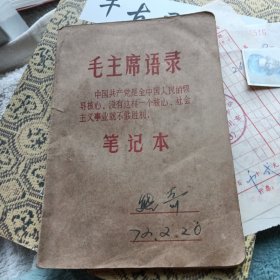 毛主席语录
中国共产党是全中国人民的领
导核心。没有这样一个核心，社会
主义事业就不能胜利。
笔记本
72.2.20